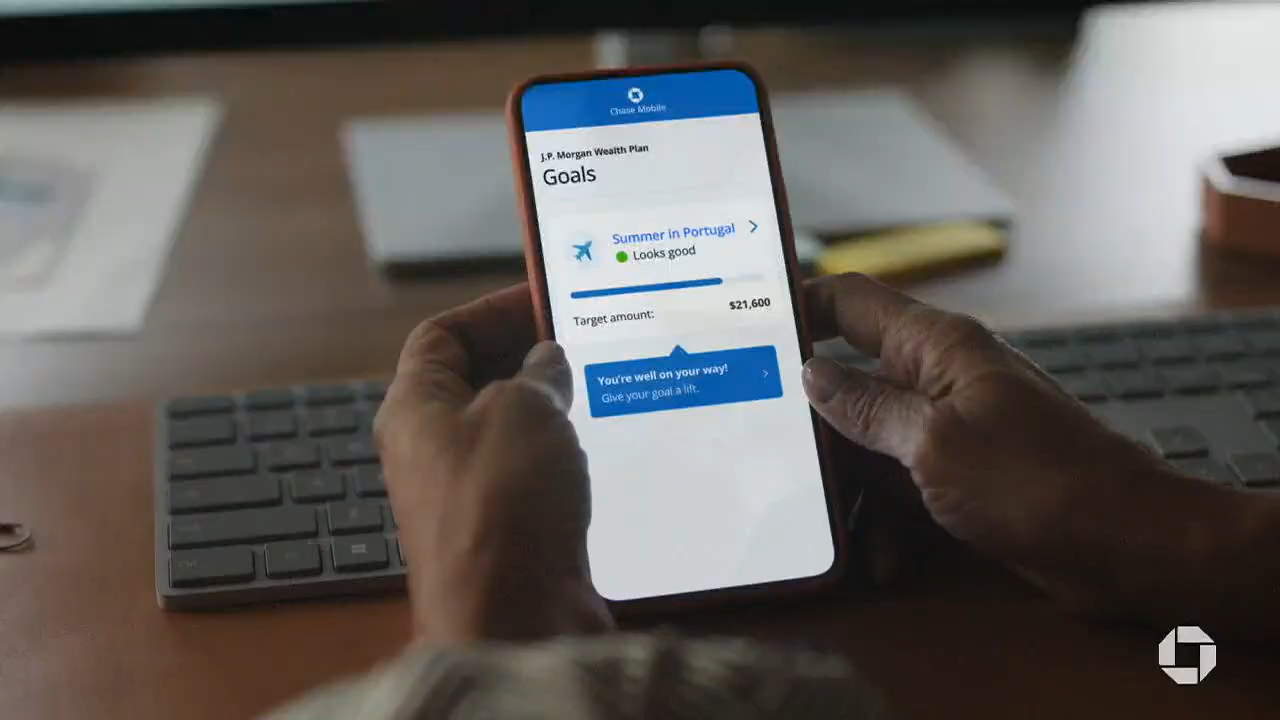 Chase Mobile
J.P. Morgan Wealth Plan
Goals
Summer in Portugal
Looks good
Target amount: $21,600
You're well on your way!
Give your goal a lift.